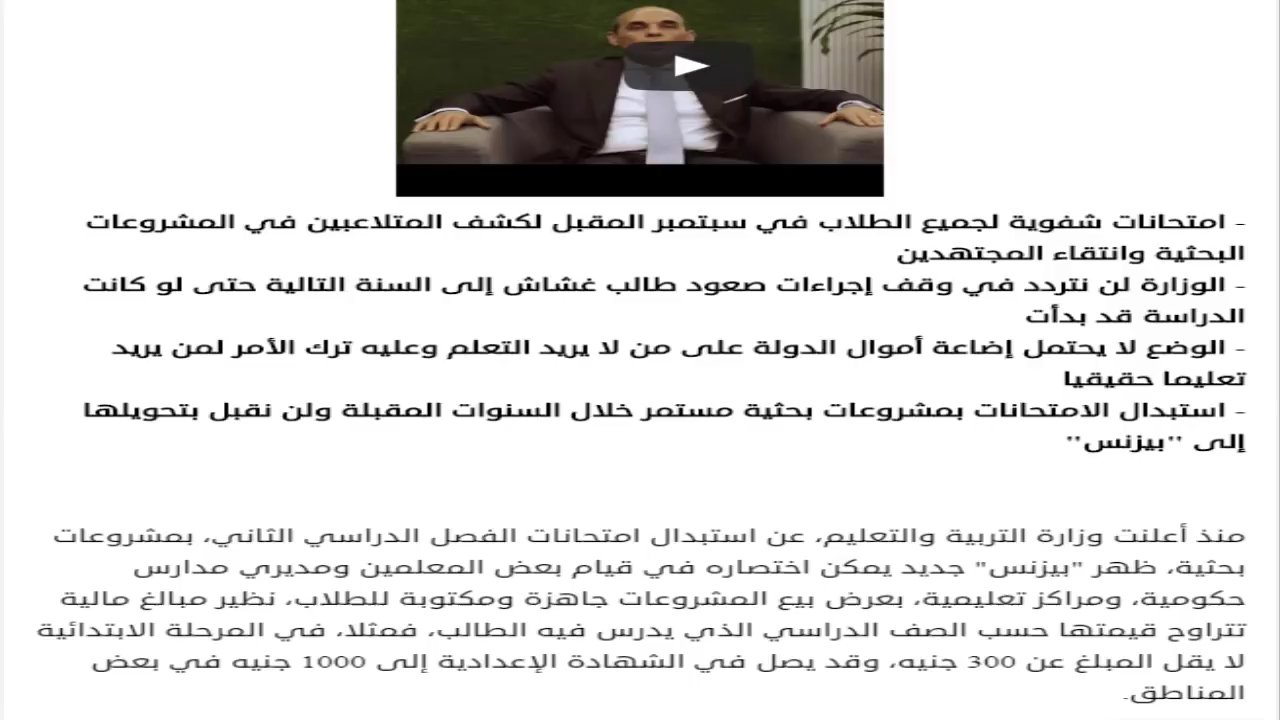 - امتحانات شفوية لجميع الطلاب في سبتمبر المقبل لكشف المتلاعبين في المشروعات
البحثية وانتقاء المجتهدين
- الوزارة لن نتردد في وقف إجراءات صعود طالب غشاش إلى السنة التالية حتى لو كانت
الدراسة قد بدأت
- الوضع لا يحتمل إضاعة أموال الدولة على من لا يريد التعلم وعليه ترك الأمر لمن يريد
تعليما حقيقيا
- استبدال الامتحانات بمشروعات بحثية مستمر خلال السنوات المقبلة ولن نقبل بتحويلها
إلى "بيزنس"
منذ أعلنت وزارة التربية والتعليم، عن استبدال امتحانات الفصل الدراسي الثاني، بمشروعات
بحثية، ظهر "بيزنس" جديد يمكن اختصاره في قيام بعض المعلمين ومديري مدارس
حكومية، ومراكز تعليمية، بعرض بيع المشروعات جاهزة ومكتوبة للطلاب، نظير مبالغ مالية
تتراوح قيمتها حسب الصف الدراسي الذي يدرس فيه الطالب، فمثلا، في المرحلة الابتدائية
لا يقل المبلغ عن 300 جنيه، وقد يصل في الشهادة الإعدادية إلى 1000 جنيه في بعض
المناطق.